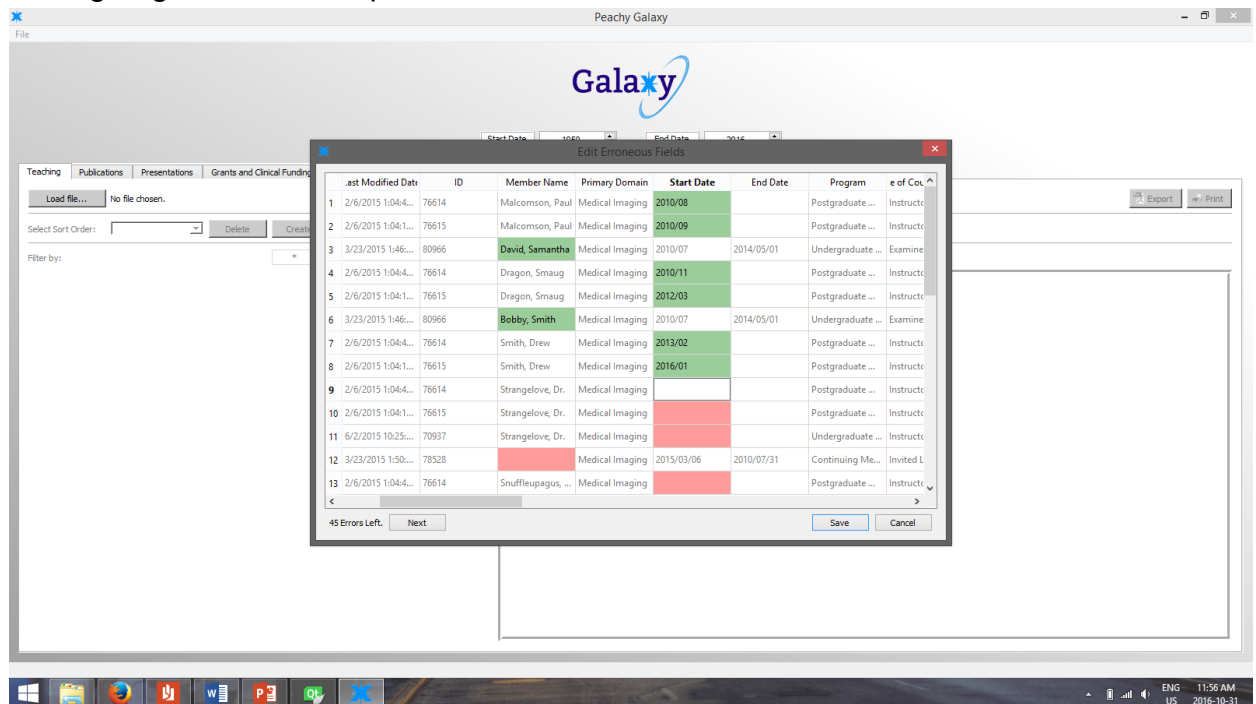 Peachy Galaxy
File
Galaxy
Start Date 1950 End Date 2016
Edit Erroneous Fields
Teaching Publications Presentations Grants and Clinical Funding
Load file... No file chosen.
Export Print
Select Sort Order: Delete Create
Filter by: =
.ast Modified Date ID Member Name Primary Domain Start Date End Date Program e of Cou
1 2/6/2015 1:04:4... 76614 Malcomson, Paul Medical Imaging 2010/08 Postgraduate ... Instructo
2 2/6/2015 1:04:1... 76615 Malcomson, Paul Medical Imaging 2010/09 Postgraduate ... Instructo
3 3/23/2015 1:46:... 80966 David, Samantha Medical Imaging 2010/07 2014/05/01 Undergraduate ... Examine
4 2/6/2015 1:04:4... 76614 Dragon, Smaug Medical Imaging 2010/11 Postgraduate ... Instructo
5 2/6/2015 1:04:1... 76615 Dragon, Smaug Medical Imaging 2012/03 Postgraduate ... Instructo
6 3/23/2015 1:46:... 80966 Bobby, Smith Medical Imaging 2010/07 2014/05/01 Undergraduate ... Examine
7 2/6/2015 1:04:4... 76614 Smith, Drew Medical Imaging 2013/02 Postgraduate ... Instructo
8 2/6/2015 1:04:1... 76615 Smith, Drew Medical Imaging 2016/01 Postgraduate ... Instructo
9 2/6/2015 1:04:4... 76614 Strangelove, Dr. Medical Imaging Postgraduate ... Instructo
10 2/6/2015 1:04:1... 76615 Strangelove, Dr. Medical Imaging Postgraduate ... Instructo
11 6/2/2015 10:25:... 70937 Strangelove, Dr. Medical Imaging Undergraduate ... Instructo
12 3/23/2015 1:50:... 78528 Medical Imaging 2015/03/06 2010/07/31 Continuing Me... Invited L
13 2/6/2015 1:04:4... 76614 Snuffleupagus, ... Medical Imaging Postgraduate ... Instructo
45 Errors Left. Next Save Cancel
ENG 11:56 AM
US 2016-10-31